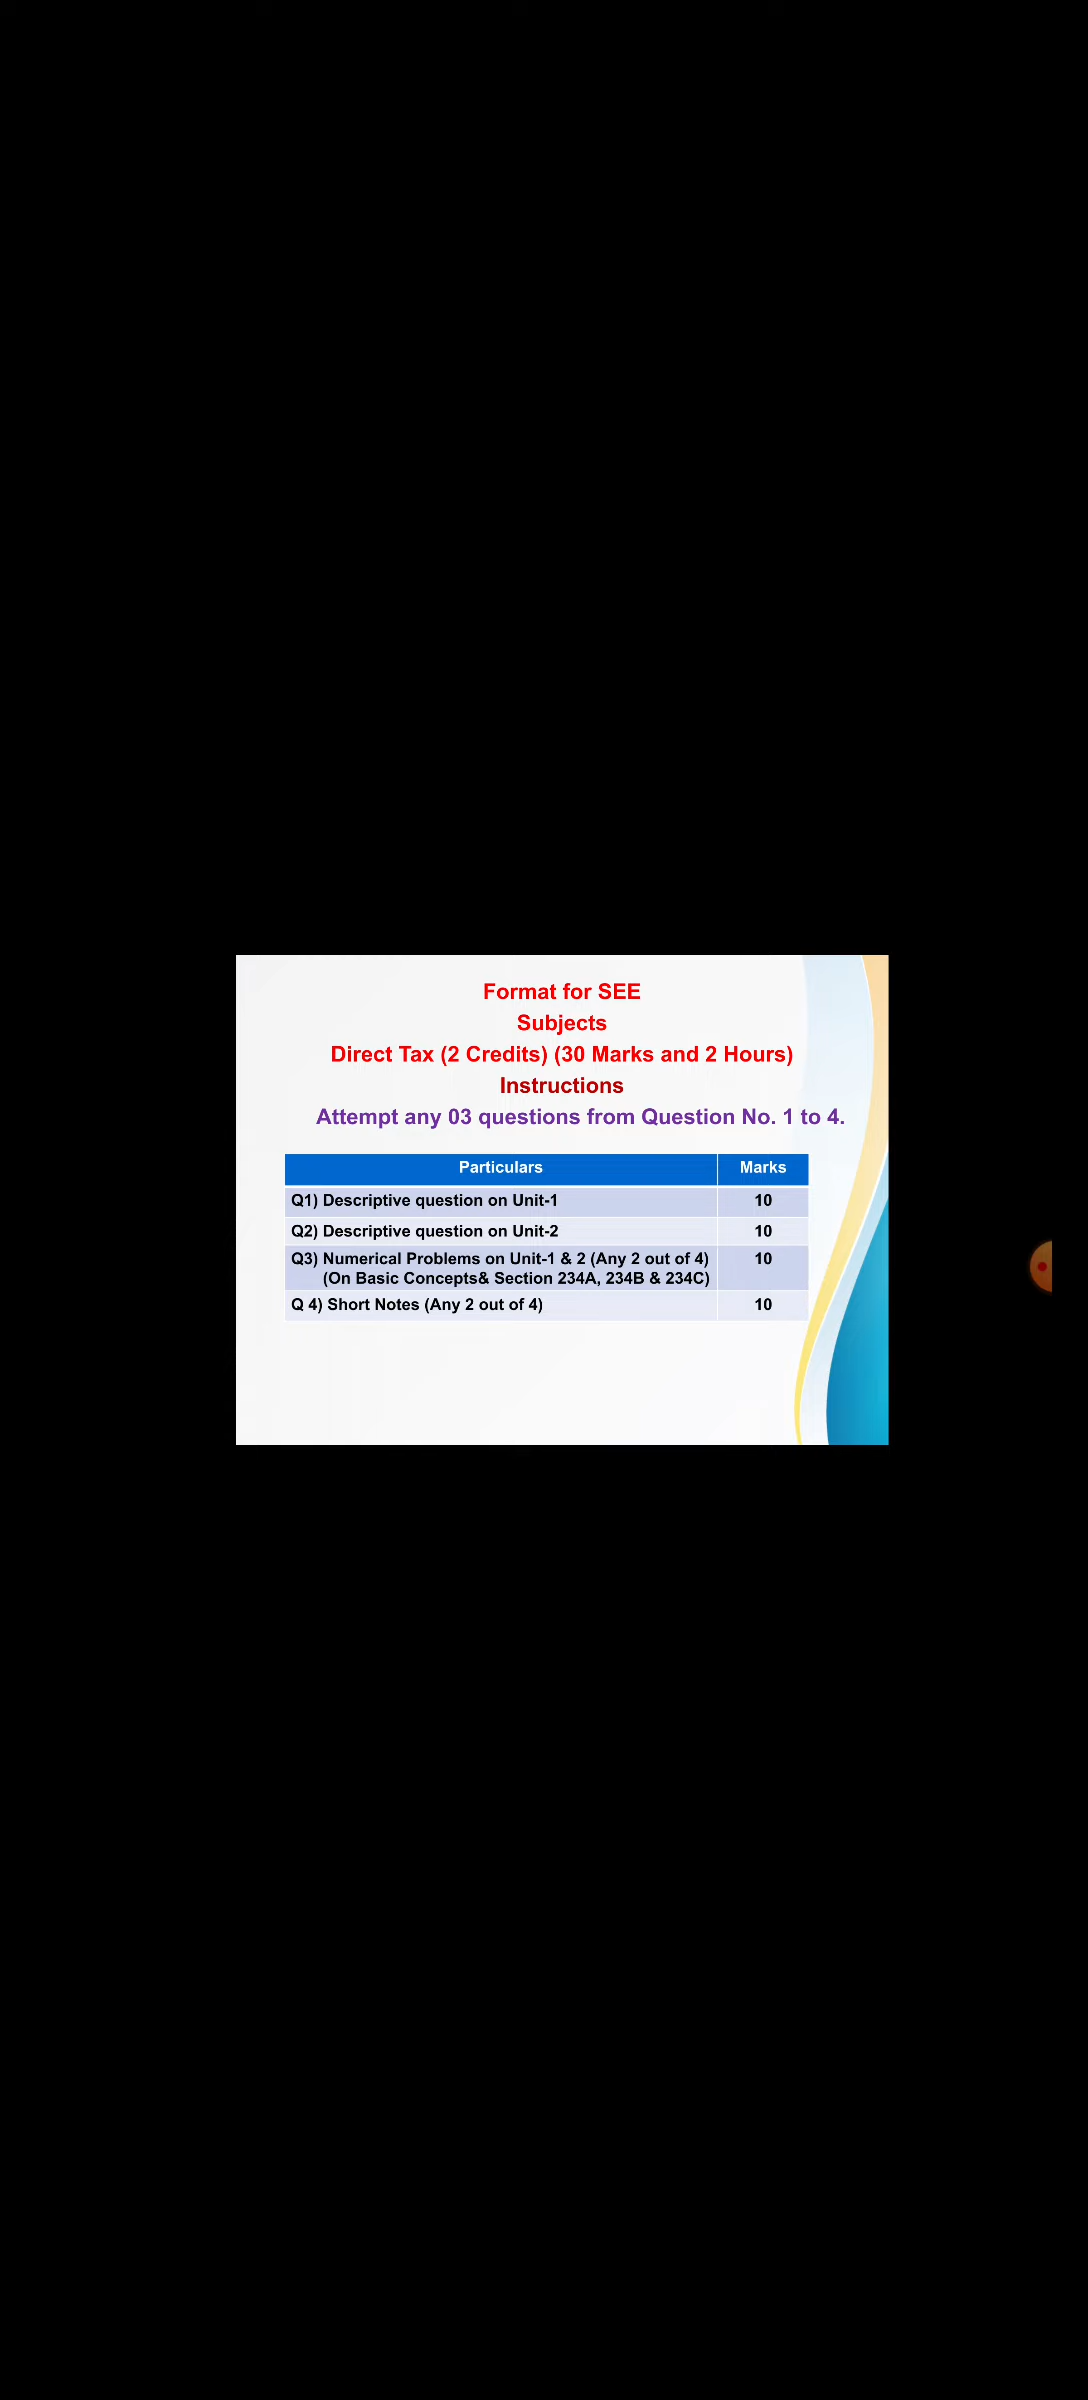 Format for SEE
Subjects
Direct Tax (2 Credits) (30 Marks and 2 Hours)
Instructions
Attempt any 03 questions from Question No. 1 to 4.
Particulars Marks
Q1) Descriptive question on Unit-1 10
Q2) Descriptive question on Unit-2 10
Q3) Numerical Problems on Unit-1 & 2 (Any 2 out of 4) 10
(On Basic Concepts& Section 234A, 234B & 234C)
Q 4) Short Notes (Any 2 out of 4) 10